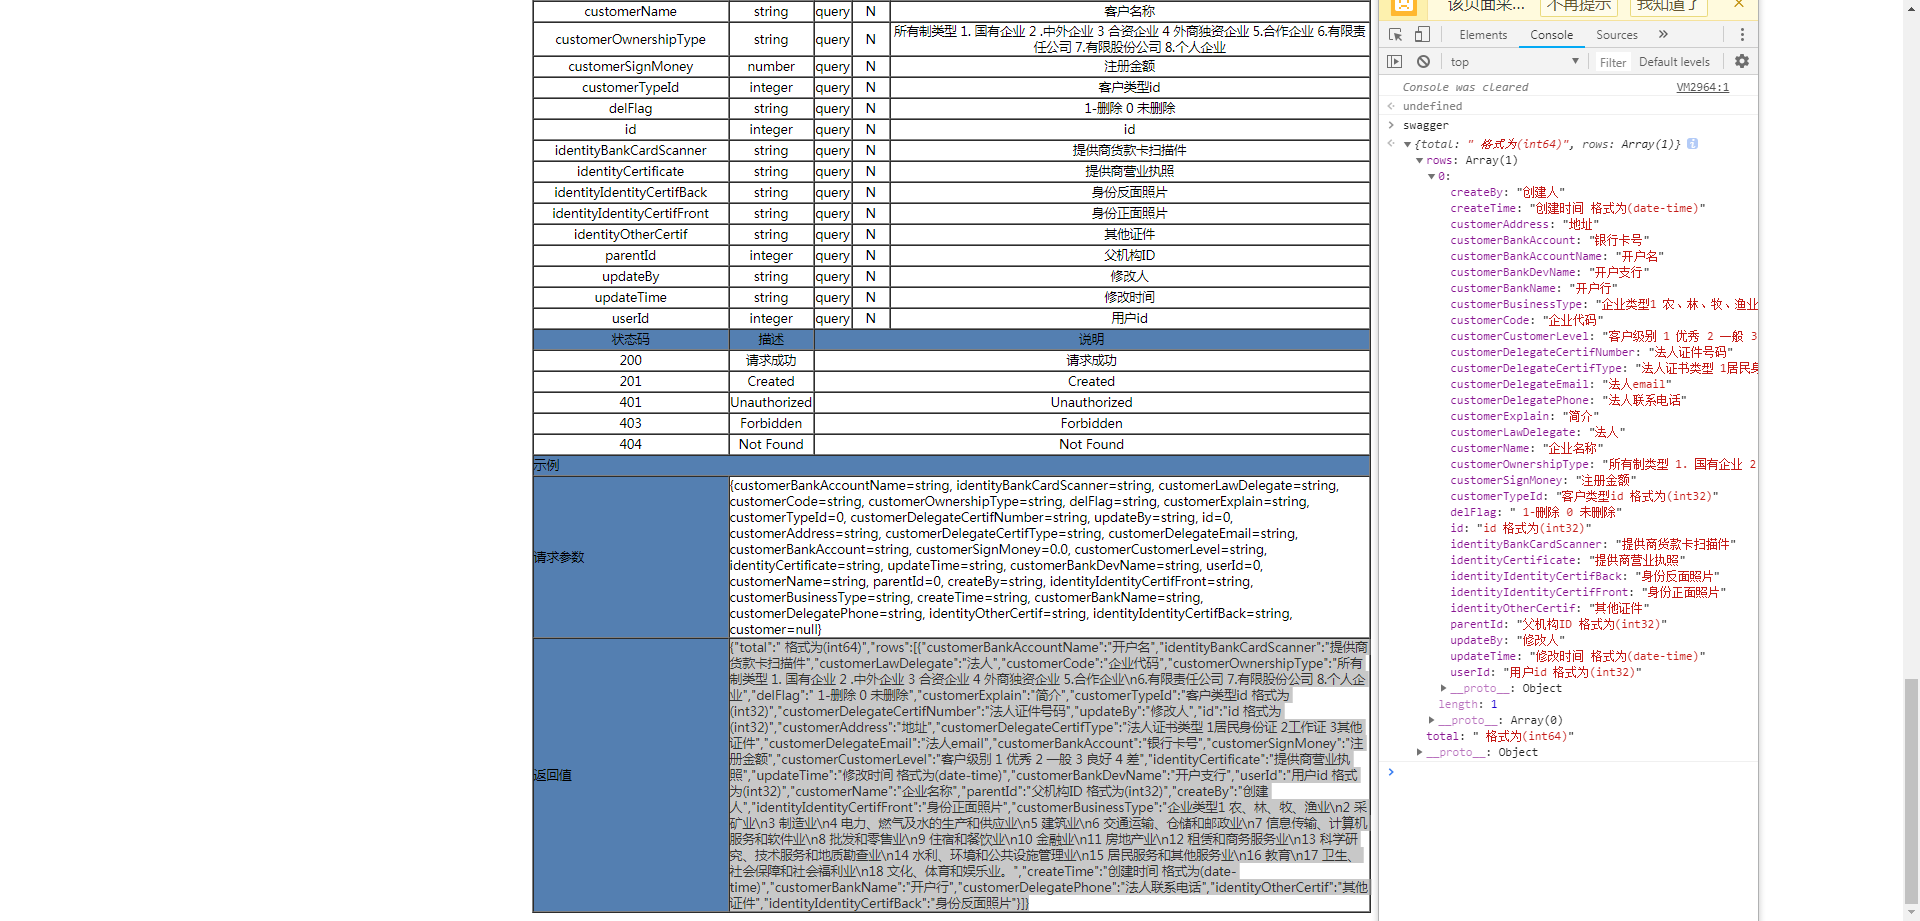 customerName string query N 客户名称
customerOwnershipType string query N 所有制类型 1. 国有企业 2 .中外企业 3 合资企业 4 外商独资企业 5.合作企业 6.有限责
任公司 7.有限股份公司 8.个人企业
customerSignMoney number query N 注册金额
customerTypeId integer query N 客户类型id
delFlag string query N 1-删除 0 未删除
id integer query N id
identityBankCardScanner string query N 提供商货款卡扫描件
identityCertificate string query N 提供商营业执照
identityIdentityCertifBack string query N 身份反面照片
identityIdentityCertifFront string query N 身份正面照片
identityOtherCertif string query N 其他证件
parentId integer query N 父机构ID
updateBy string query N 修改人
updateTime string query N 修改时间
userId integer query N 用户id
状态码 描述 说明
200 请求成功 请求成功
201 Created Created
401 Unauthorized Unauthorized
403 Forbidden Forbidden
404 Not Found Not Found
示例
请求参数
{customerBankAccountName=string, identityBankCardScanner=string, customerLawDelegate=string,
customerCode=string, customerOwnershipType=string, delFlag=string, customerExplain=string,
customerTypeId=0, customerDelegateCertifNumber=string, updateBy=string, id=0,
customerAddress=string, customerDelegateCertifType=string, customerDelegateEmail=string,
customerBankAccount=string, customerSignMoney=0.0, customerCustomerLevel=string,
identityCertificate=string, updateTime=string, customerBankDevName=string, userId=0,
customerName=string, parentId=0, createBy=string, identityIdentityCertifFront=string,
customerBusinessType=string, createTime=string, customerBankName=string,
customerDelegatePhone=string, identityOtherCertif=string, identityIdentityCertifBack=string,
customer=null}
返回值
{"total":" 格式为(int64)","rows":[{"customerBankAccountName":"开户名","identityBankCardScanner":"提供商
货款卡扫描件","customerLawDelegate":"法人","customerCode":"企业代码","customerOwnershipType":"所有
制类型 1. 国有企业 2 .中外企业 3 合资企业 4 外商独资企业 5.合作企业\n6.有限责任公司 7.有限股份公司 8.个人企
业","delFlag":" 1-删除 0 未删除","customerExplain":"简介","customerTypeId":"客户类型id 格式为
(int32)","customerDelegateCertifNumber":"法人证件号码","updateBy":"修改人","id":"id 格式为
(int32)","customerAddress":"地址","customerDelegateCertifType":"法人证书类型 1居民身份证 2工作证 3其他
证件","customerDelegateEmail":"法人email","customerBankAccount":"银行卡号","customerSignMoney":"注
册金额","customerCustomerLevel":"客户级别 1 优秀 2 一般 3 良好 4 差","identityCertificate":"提供商营业执
照","updateTime":"修改时间 格式为(date-time)","customerBankDevName":"开户支行","userId":"用户id 格式
为(int32)","customerName":"企业名称","parentId":"父机构ID 格式为(int32)","createBy":"创建
人","identityIdentityCertifFront":"身份正面照片","customerBusinessType":"企业类型1 农、林、牧、渔业\n2 采
矿业\n3 制造业\n4 电力、燃气及水的生产和供应业\n5 建筑业\n6 交通运输、仓储和邮政业\n7 信息传输、计算机
服务和软件业\n8 批发和零售业\n9 住宿和餐饮业\n10 金融业\n11 房地产业\n12 租赁和商务服务业\n13 科学研
究、技术服务和地质勘查业\n14 水利、环境和公共设施管理业\n15 居民服务和其他服务业\n16 教育\n17 卫生、
社会保障和社会福利业\n18 文化、体育和娱乐业。","createTime":"创建时间 格式为(date-
time)","customerBankName":"开户行","customerDelegatePhone":"法人联系电话","identityOtherCertif":"其他
证件","identityIdentityCertifBack":"身份反面照片"}]}
该页面采... 不再提示 我知道了 ×
Elements Console Sources »
top Filter Default levels
Console was cleared VM2964:1
undefined
swagger
{total: " 格式为(int64)", rows: Array(1)}
rows: Array(1)
0:
createBy: "创建人"
createTime: "创建时间 格式为(date-time)"
customerAddress: "地址"
customerBankAccount: "银行卡号"
customerBankAccountName: "开户名"
customerBankDevName: "开户支行"
customerBankName: "开户行"
customerBusinessType: "企业类型1 农、林、牧、渔业
customerCode: "企业代码"
customerCustomerLevel: "客户级别 1 优秀 2 一般 3
customerDelegateCertifNumber: "法人证件号码"
customerDelegateCertifType: "法人证书类型 1居民身
customerDelegateEmail: "法人email"
customerDelegatePhone: "法人联系电话"
customerExplain: "简介"
customerLawDelegate: "法人"
customerName: "企业名称"
customerOwnershipType: "所有制类型 1. 国有企业 2
customerSignMoney: "注册金额"
customerTypeId: "客户类型id 格式为(int32)"
delFlag: " 1-删除 0 未删除"
id: "id 格式为(int32)"
identityBankCardScanner: "提供商货款卡扫描件"
identityCertificate: "提供商营业执照"
identityIdentityCertifBack: "身份反面照片"
identityIdentityCertifFront: "身份正面照片"
identityOtherCertif: "其他证件"
parentId: "父机构ID 格式为(int32)"
updateBy: "修改人"
updateTime: "修改时间 格式为(date-time)"
userId: "用户id 格式为(int32)"
__proto__: Object
length: 1
__proto__: Array(0)
total: " 格式为(int64)"
__proto__: Object